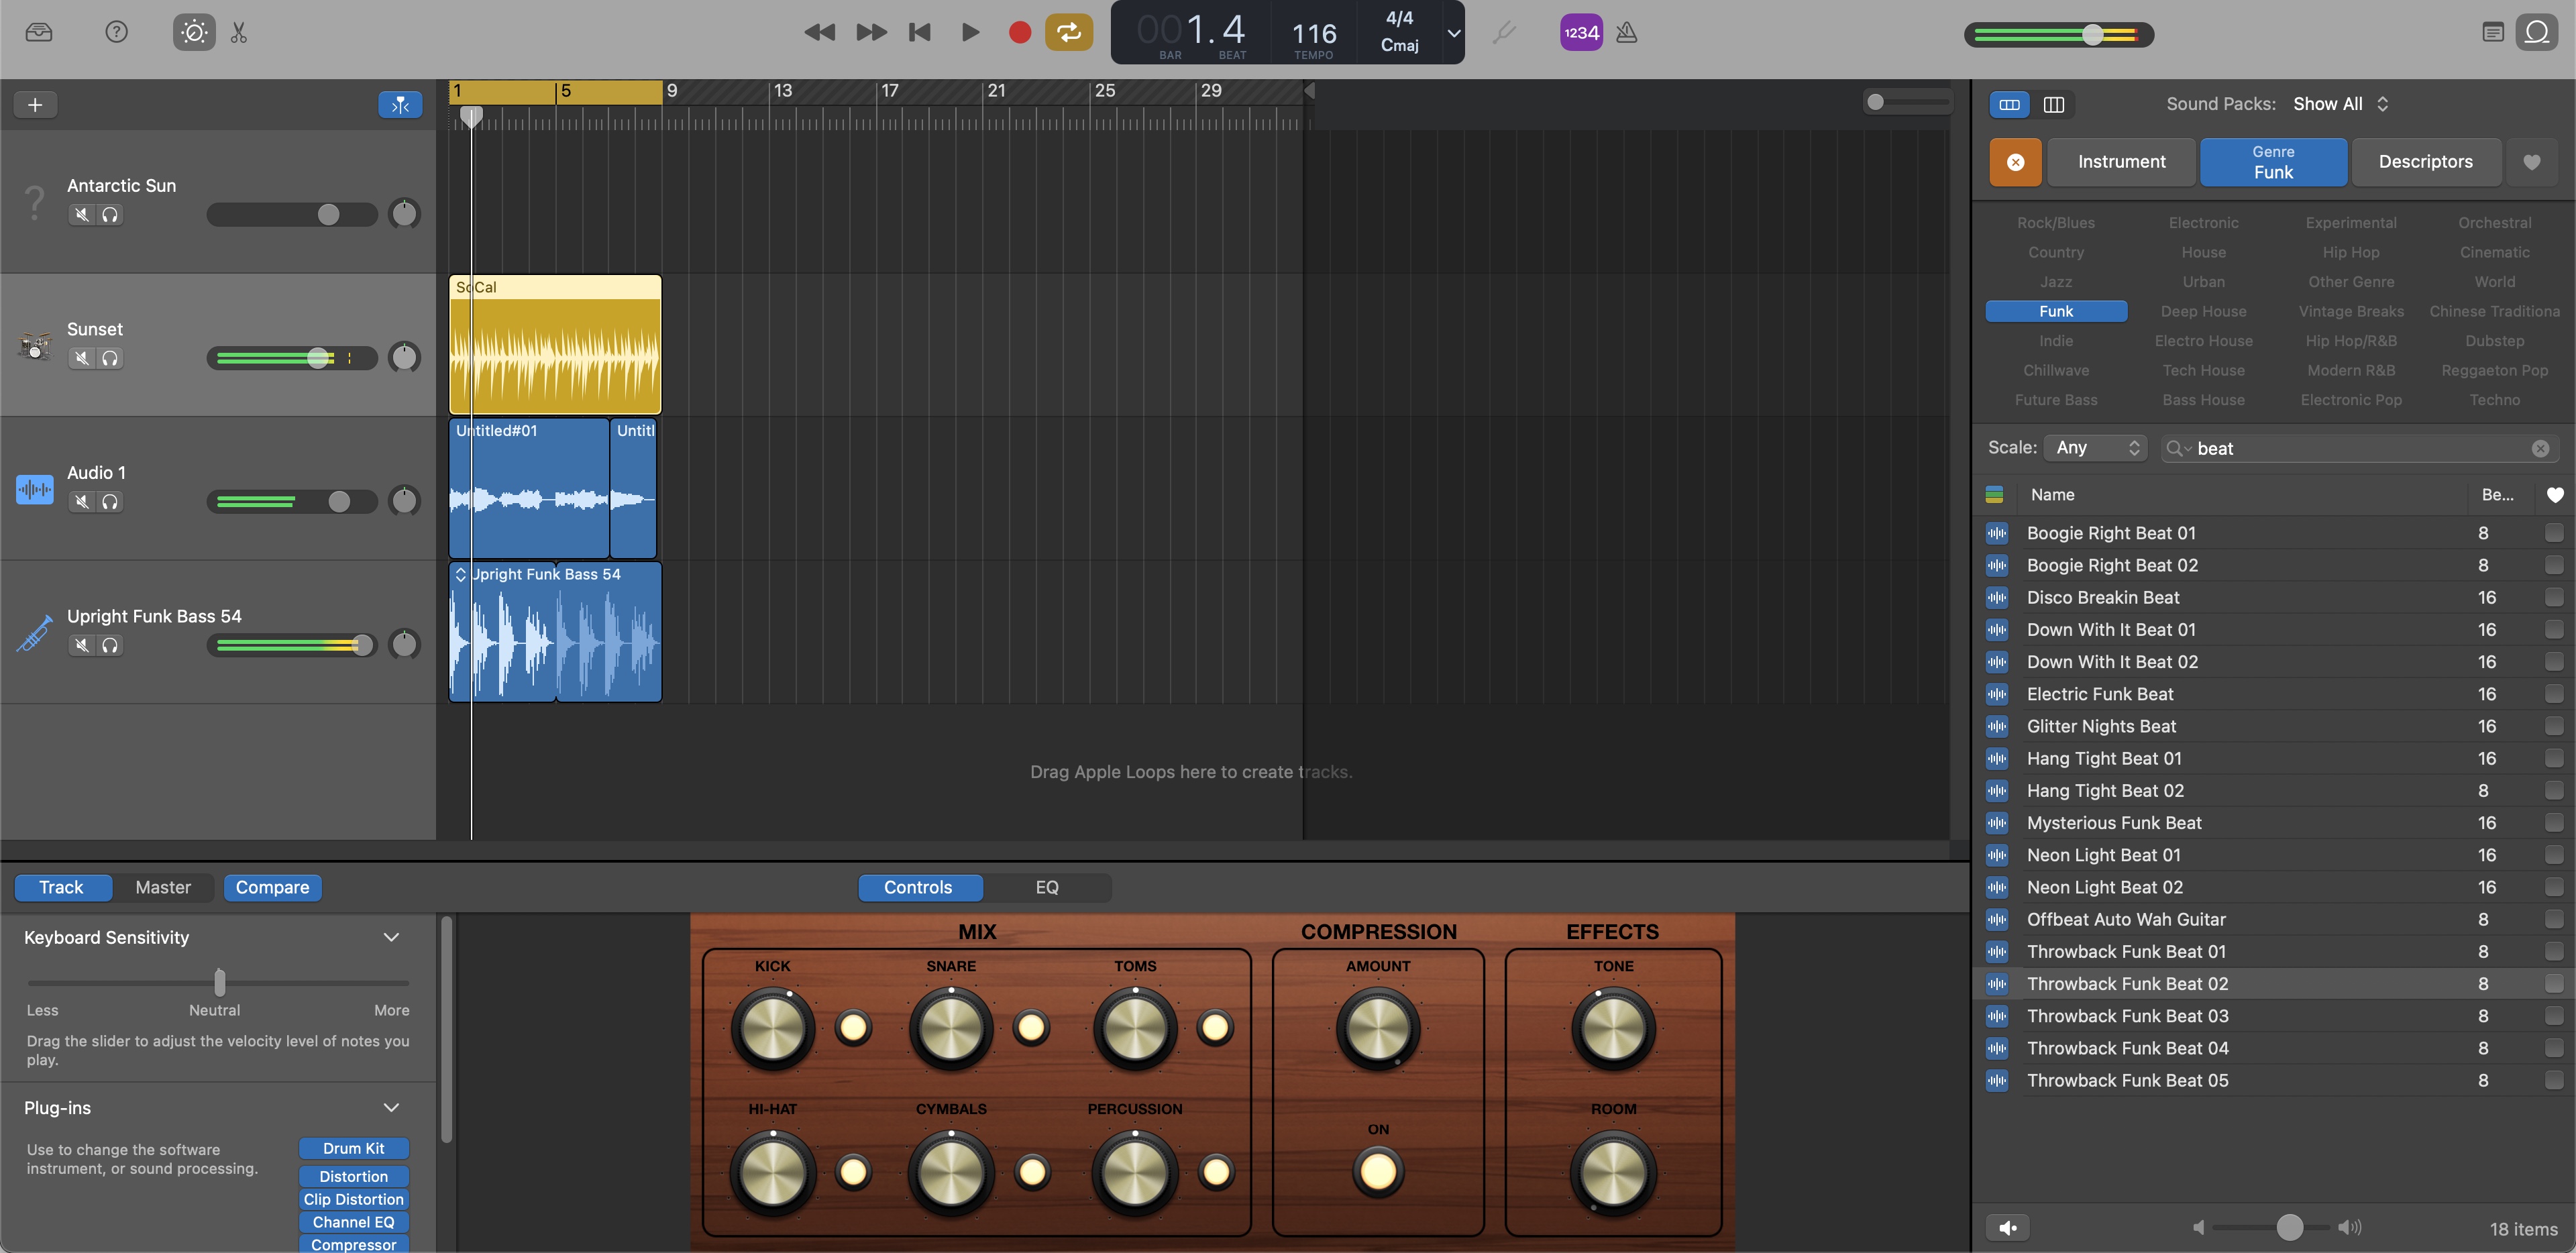 001.4
BAR
BEAT
116
TEMPO
4/4
Cmaj
1234
1
5
9
13
17
21
25
29
Sound Packs: Show All
Instrument
Genre
Funk
Descriptors
Antarctic Sun
Rock/Blues Electronic Experimental Orchestral
Country House Hip Hop Cinematic
Jazz Urban Other Genre World
Funk Deep House Vintage Breaks Chinese Traditiona
Indie Electro House Hip Hop/R&B Dubstep
Chillwave Tech House Modern R&B Reggaeton Pop
Future Bass Bass House Electronic Pop Techno
Sunset
SoCal
Audio 1
Untitled#01
Untitl
Upright Funk Bass 54
Upright Funk Bass 54
Drag Apple Loops here to create tracks.
Scale: Any
beat
Name Be...
Boogie Right Beat 01 8
Boogie Right Beat 02 8
Disco Breakin Beat 16
Down With It Beat 01 16
Down With It Beat 02 16
Electric Funk Beat 16
Glitter Nights Beat 16
Hang Tight Beat 01 16
Hang Tight Beat 02 8
Mysterious Funk Beat 16
Neon Light Beat 01 16
Neon Light Beat 02 16
Offbeat Auto Wah Guitar 8
Throwback Funk Beat 01 8
Throwback Funk Beat 02 8
Throwback Funk Beat 03 8
Throwback Funk Beat 04 8
Throwback Funk Beat 05 8
18 items
Track
Master
Compare
Controls
EQ
Keyboard Sensitivity
Less Neutral More
Drag the slider to adjust the velocity level of notes you
play.
Plug-ins
Use to change the software
instrument, or sound processing.
Drum Kit
Distortion
Clip Distortion
Channel EQ
Compressor
MIX
KICK SNARE TOMS
HI-HAT CYMBALS PERCUSSION
COMPRESSION
AMOUNT
ON
EFFECTS
TONE
ROOM